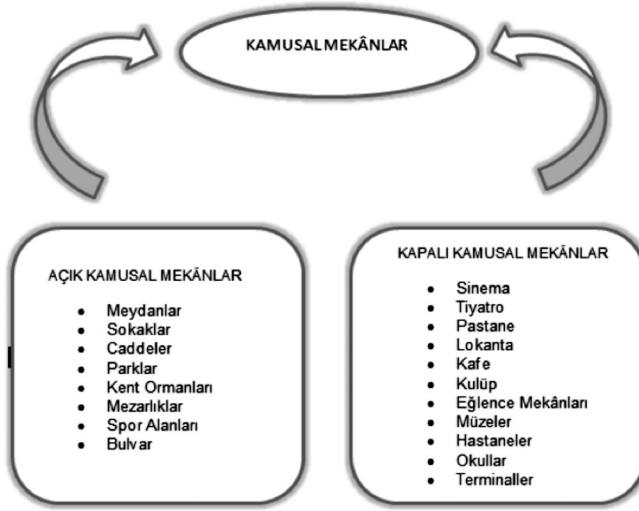 KAMUSAL MEKÂNLAR
AÇIK KAMUSAL MEKÂNLAR
• Meydanlar
• Sokaklar
• Caddeler
• Parklar
• Kent Ormanları
• Mezarlıklar
• Spor Alanları
• Bulvar
KAPALI KAMUSAL MEKÂNLAR
• Sinema
• Tiyatro
• Pastane
• Lokanta
• Kafe
• Kulüp
• Eğlence Mekânları
• Müzeler
• Hastaneler
• Okullar
• Terminaller